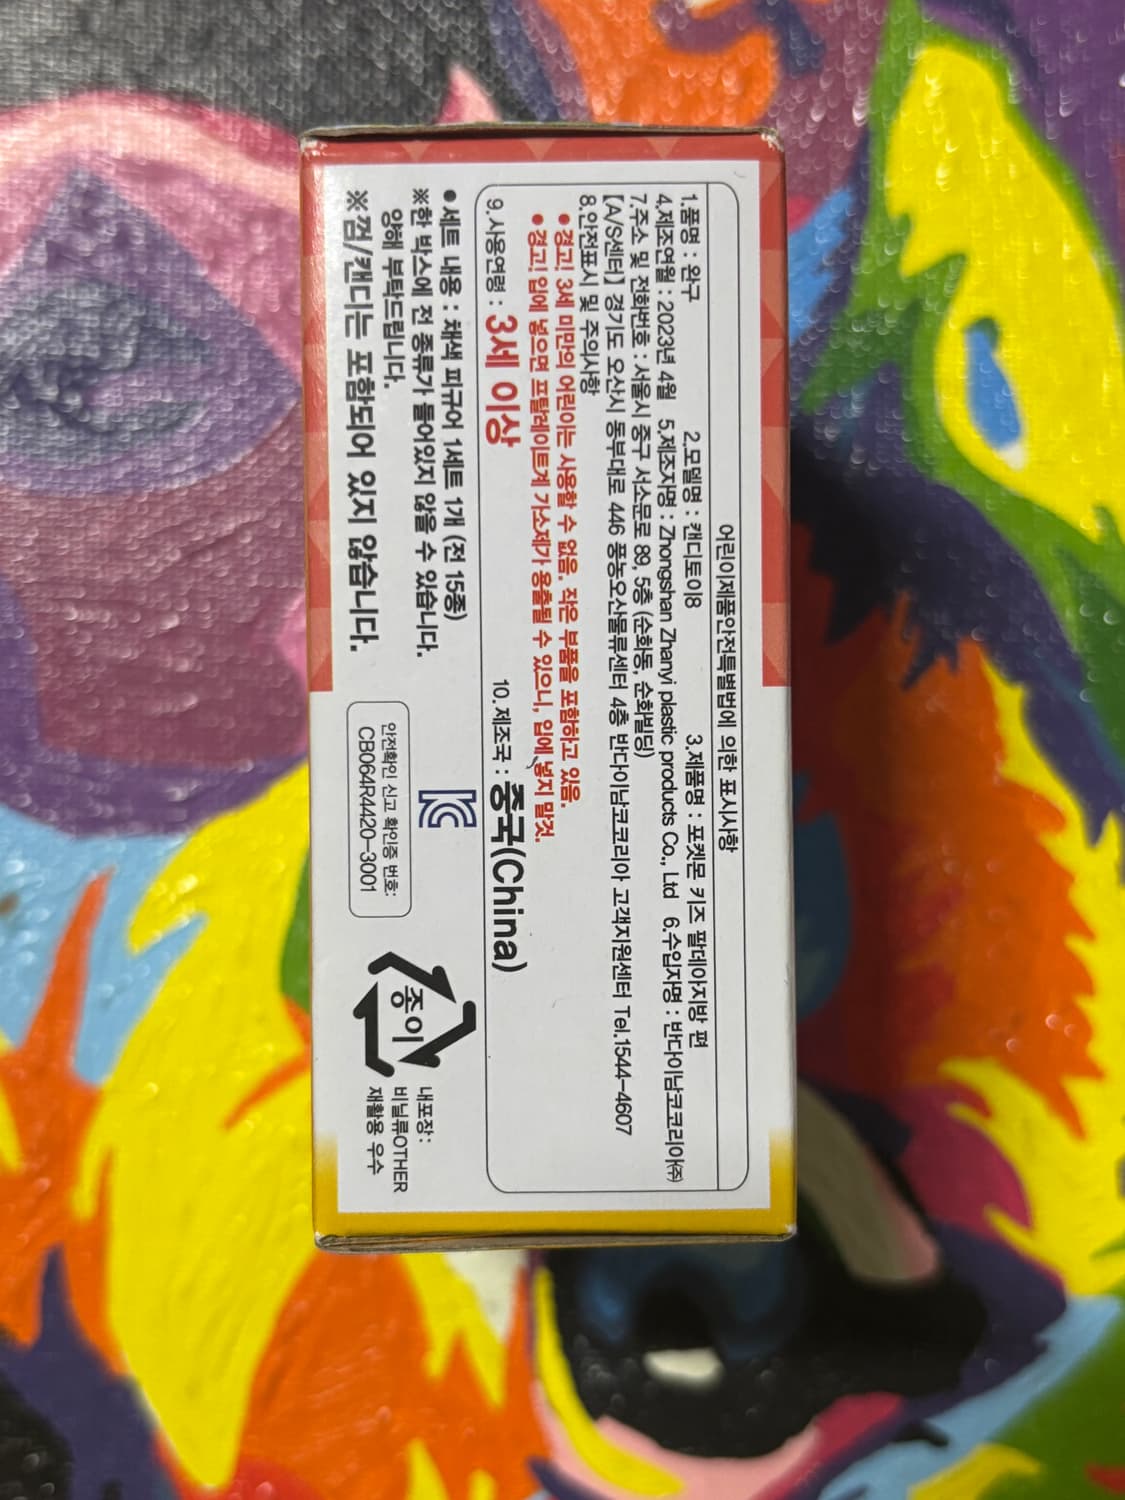 어린이제품안전특별법에 의한 표시사항
1.품명 : 완구 2.모델명 : 캔디토이8 3.제품명 : 포켓몬 키즈 팔데아지방 편
4.제조연월 : 2023년 4월 5.제조자명 : Zhongshan Zhanyi plastic products Co., Ltd 6.수입자명 : 반다이남코코리아㈜
7.주소 및 전화번호 : 서울시 중구 서소문로 89, 5층 (순화동, 순화빌딩)
[A/S센터] 경기도 오산시 동부대로 446 풍농오산물류센터 4층 반다이남코코리아 고객지원센터 Tel.1544-4607
8.안전표시 및 주의사항
● 경고! 3세 미만의 어린이는 사용할 수 없음. 작은 부품을 포함하고 있음.
● 경고! 입에 넣으면 프탈레이트계 가소제가 용출될 수 있으니, 입에 넣지 말것.
9.사용연령 : 3세 이상 10.제조국 : 중국(China)
● 세트 내용 : 채색 피규어 1세트 1개 (전 15종)
※한 박스에 전 종류가 들어있지 않을 수 있습니다.
양해 부탁드립니다.
※껌/캔디는 포함되어 있지 않습니다.
안전확인 신고 확인증 번호:
CB064R4420-3001
종이
내포장:
비닐류OTHER
재활용 우수